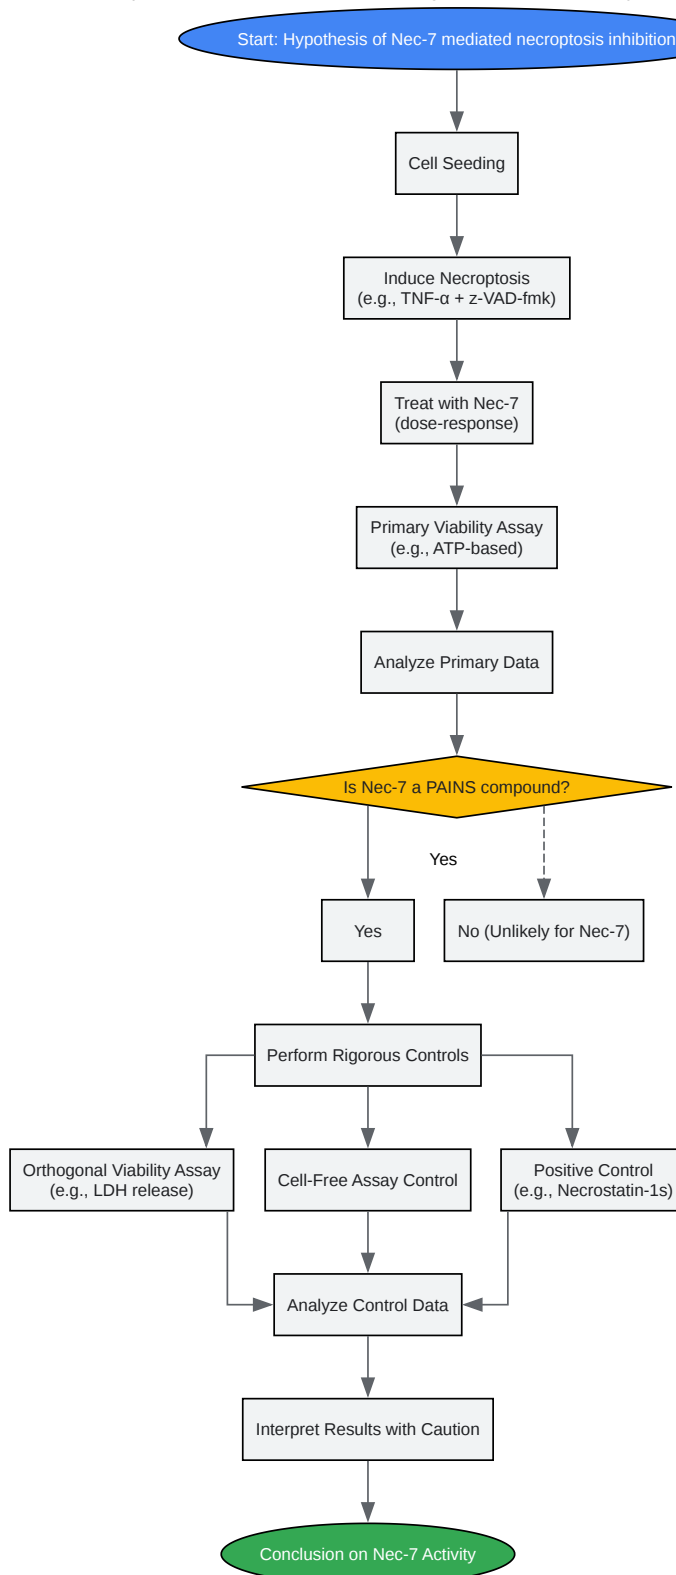 Start: Hypothesis of Nec-7 mediated necroptosis inhibition
Cell Seeding
Induce Necroptosis
(e.g., TNF-α + z-VAD-fmk)
Treat with Nec-7
(dose-response)
Primary Viability Assay
(e.g., ATP-based)
Analyze Primary Data
Is Nec-7 a PAINS compound?
Yes
Yes
No (Unlikely for Nec-7)
Perform Rigorous Controls
Orthogonal Viability Assay
(e.g., LDH release)
Cell-Free Assay Control
Positive Control
(e.g., Necrostatin-1s)
Analyze Control Data
Interpret Results with Caution
Conclusion on Nec-7 Activity